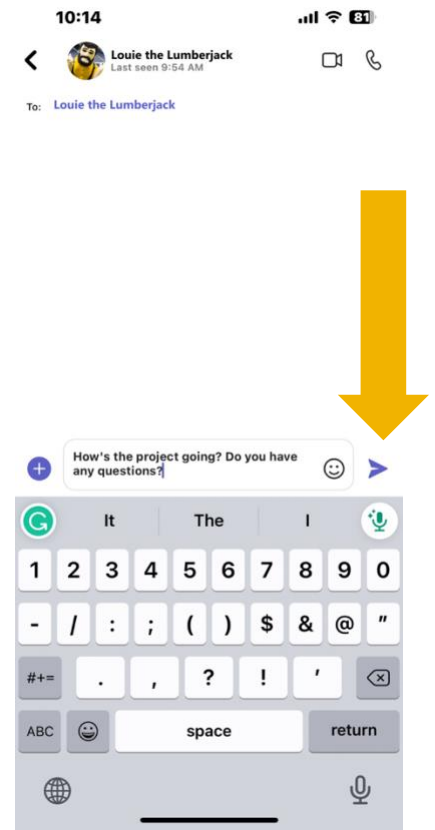 10:14 81
Louie the Lumberjack
Last seen 9:54 AM
To: Louie the Lumberjack
How's the project going? Do you have
any questions?
G It The I
1 2 3 4 5 6 7 8 9 0
- / : ; ( ) $ & @ "
#+= . , ? ! '
ABC space return